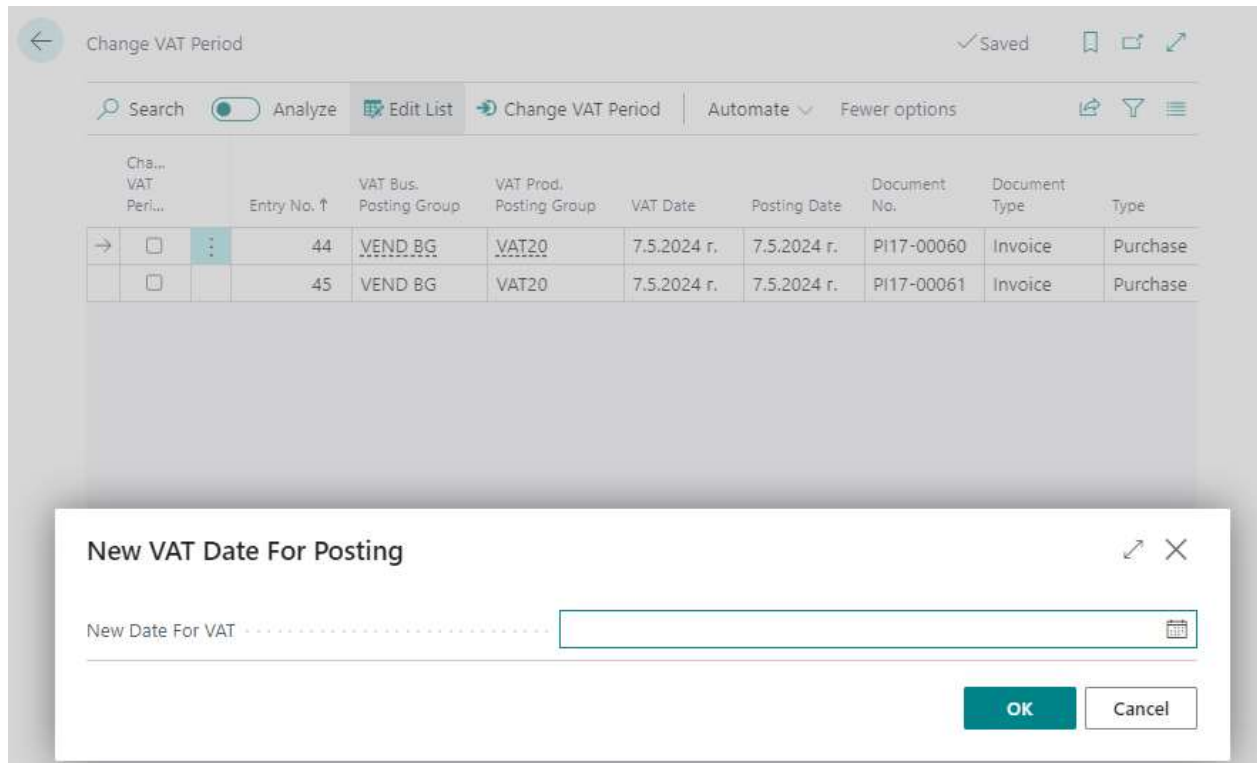 Change VAT Period
Saved
Search Analyze Edit List Change VAT Period Automate Fewer options
Cha...
VAT
Peri...
Entry No. ↑
VAT Bus.
Posting Group
VAT Prod.
Posting Group
VAT Date
Posting Date
Document
No.
Document
Type
Type
44 VEND BG VAT20 7.5.2024 г. 7.5.2024 г. PI17-00060 Invoice Purchase
45 VEND BG VAT20 7.5.2024 г. 7.5.2024 г. PI17-00061 Invoice Purchase
New VAT Date For Posting
New Date For VAT
OK Cancel